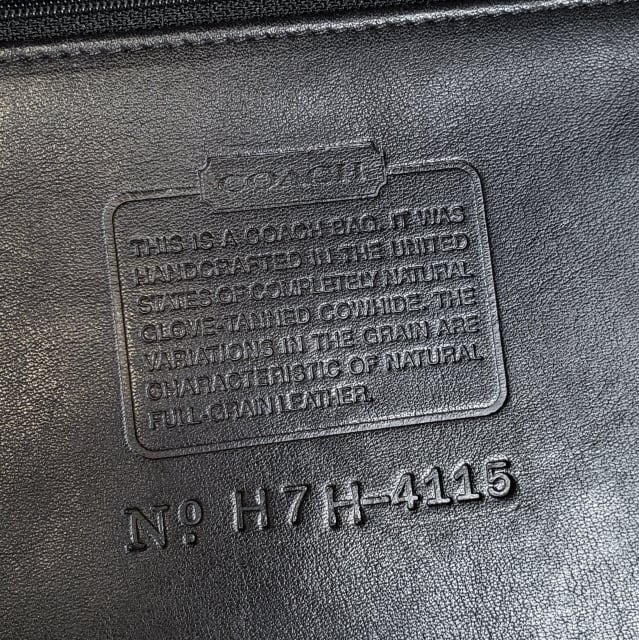 COACH
THIS IS A COACH BAG. IT WAS
HANDCRAFTED IN THE UNITED
STATES OF COMPLETELY NATURAL
GLOVE-TANNED COWHIDE. THE
VARIATIONS IN THE GRAIN ARE
CHARACTERISTIC OF NATURAL
FULL-GRAIN LEATHER.
Nº H7H-4115